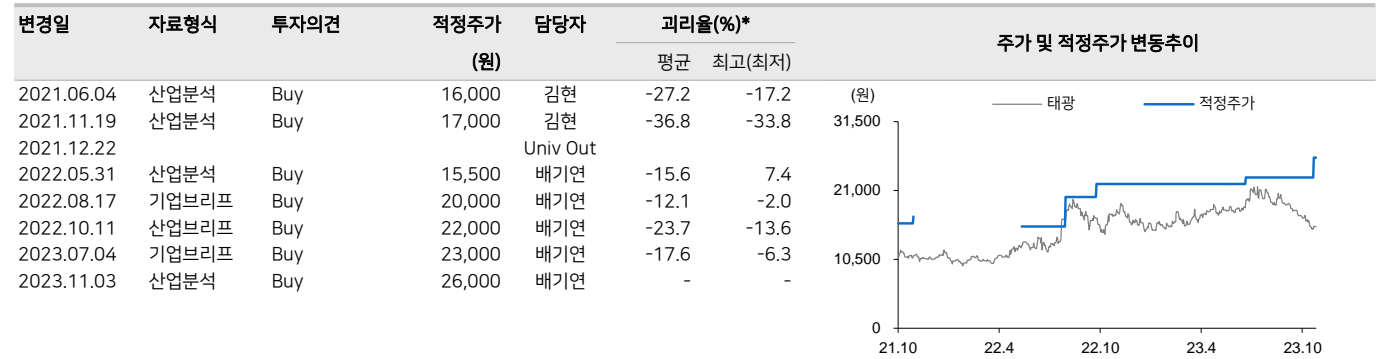 변경일 자료형식 투자의견 적정주가 담당자 괴리율(%)* 주가 및 적정주가 변동추이
(원) 평균 최고(최저)
2021.06.04 산업분석 Buy 16,000 김현 -27.2 -17.2
2021.11.19 산업분석 Buy 17,000 김현 -36.8 -33.8
2021.12.22 Univ Out
2022.05.31 산업분석 Buy 15,500 배기연 -15.6 7.4
2022.08.17 기업브리프 Buy 20,000 배기연 -12.1 -2.0
2022.10.11 산업브리프 Buy 22,000 배기연 -23.7 -13.6
2023.07.04 기업브리프 Buy 23,000 배기연 -17.6 -6.3
2023.11.03 산업분석 Buy 26,000 배기연 - -
(원) 태광 적정주가
31,500
21,000
10,500
0
21.10 22.4 22.10 23.4 23.10